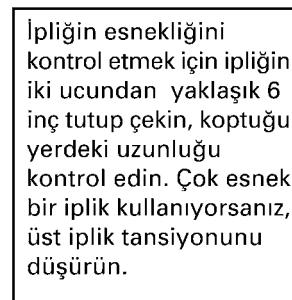 İpliğin esnekliğini
kontrol etmek için ipliğin
iki ucundan yaklaşık 6
inç tutup çekin, koptuğu
yerdeki uzunluğu
kontrol edin. Çok esnek
bir iplik kullanıyorsanız,
üst iplik tansiyonunu
düşürün.